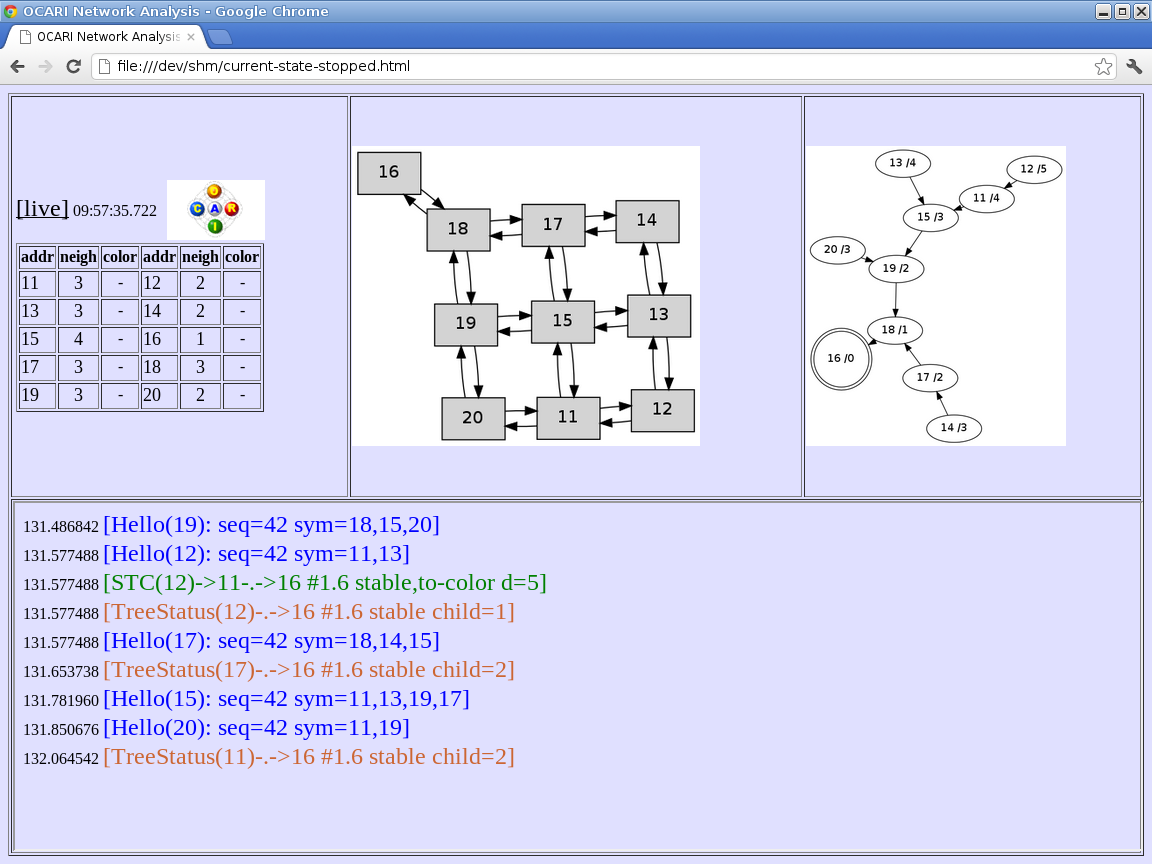 OCARI Network Analysis - Google Chrome
OCARI Network Analysis
file:///dev/shm/current-state-stopped.html
[live] 09:57:35.722
O
C A R
I
addr neigh color addr neigh color
11 3 - 12 2 -
13 3 - 14 2 -
15 4 - 16 1 -
17 3 - 18 3 -
19 3 - 20 2 -
16
18 17 14
19 15 13
20 11 12
13 /4
12 /5
11 /4
15 /3
20 /3
19 /2
18 /1
16 /0
17 /2
14 /3
131.486842 [Hello(19): seq=42 sym=18,15,20]
131.577488 [Hello(12): seq=42 sym=11,13]
131.577488 [STC(12)->11-.->16 #1.6 stable,to-color d=5]
131.577488 [TreeStatus(12)-.->16 #1.6 stable child=1]
131.577488 [Hello(17): seq=42 sym=18,14,15]
131.653738 [TreeStatus(17)-.->16 #1.6 stable child=2]
131.781960 [Hello(15): seq=42 sym=11,13,19,17]
131.850676 [Hello(20): seq=42 sym=11,19]
132.064542 [TreeStatus(11)-.->16 #1.6 stable child=2]